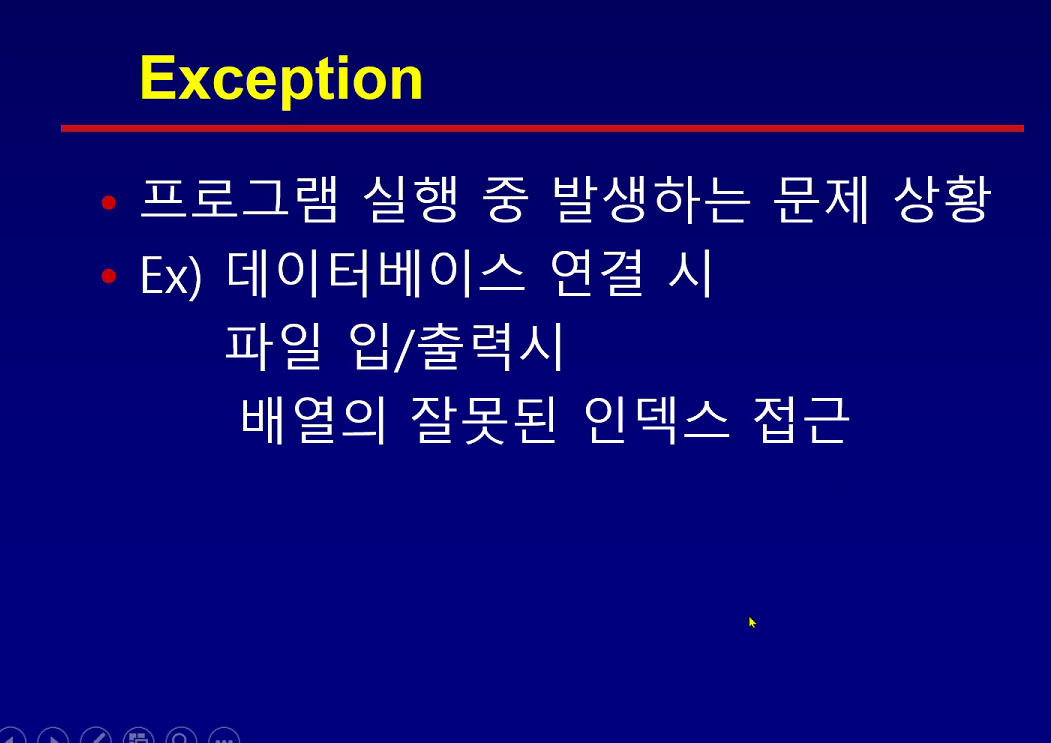 Exception
• 프로그램 실행 중 발생하는 문제 상황
• Ex) 데이터베이스 연결 시
파일 입/출력시
배열의 잘못된 인덱스 접근